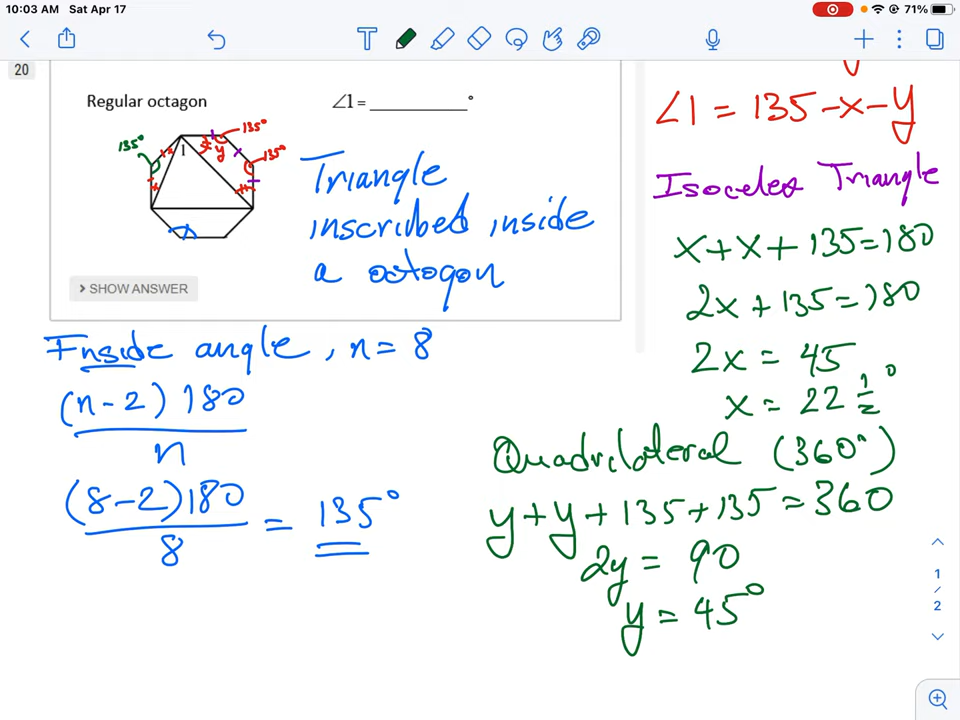 10:03 AM Sat Apr 17
71%
20
Regular octagon
∠1 = __________°
135°
135°
135°
1
y
x
Triangle
inscribed inside
a octogon
> SHOW ANSWER
Inside angle, n = 8
(n-2) 180
n
(8-2)180
8
= 135°
∠1 = 135-x-y
Isoceles Triangle
x+x+135=180
2x+135=180
2x = 45
x = 22 1/2°
Quadrilateral (360°)
y+y+135+135=360
2y = 90
y = 45°
1
/
2